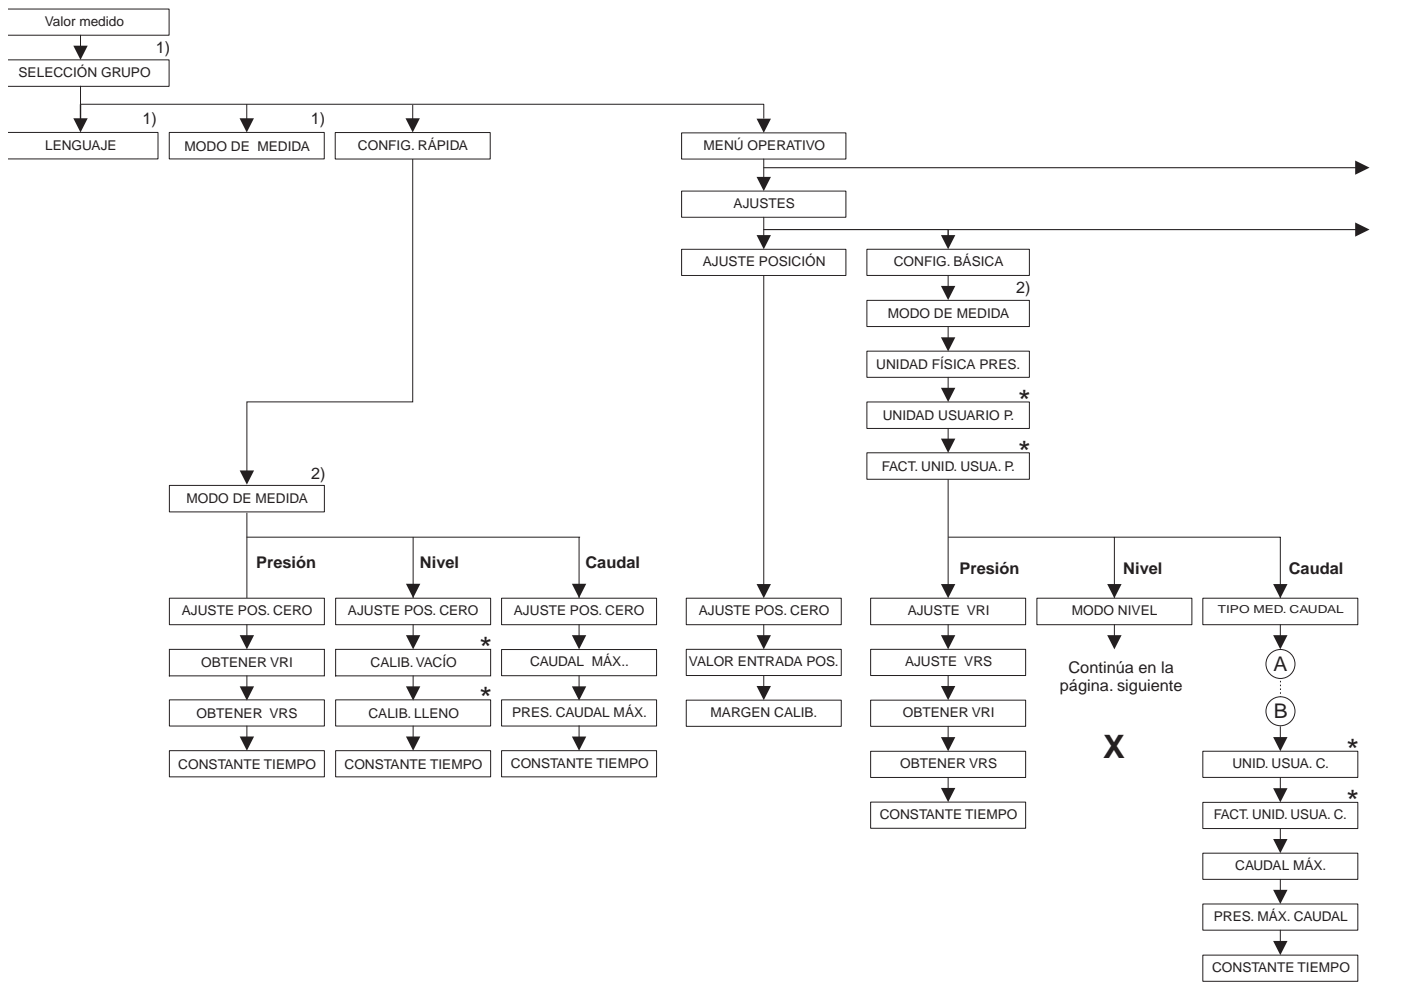 Valor medido
1)
SELECCIÓN GRUPO
1)
1)
LENGUAJE
MODO DE MEDIDA
CONFIG. RÁPIDA
MENÚ OPERATIVO
AJUSTES
AJUSTE POSICIÓN
CONFIG. BÁSICA
2)
MODO DE MEDIDA
UNIDAD FÍSICA PRES.
*
UNIDAD USUARIO P.
*
FACT. UNID. USUA. P.
2)
MODO DE MEDIDA
Presión
Nivel
Caudal
Presión
Nivel
Caudal
AJUSTE POS. CERO
AJUSTE POS. CERO
AJUSTE POS. CERO
AJUSTE POS. CERO
AJUSTE VRI
MODO NIVEL
TIPO MED. CAUDAL
*
OBTENER VRI
CALIB. VACÍO
CAUDAL MÁX..
VALOR ENTRADA POS.
AJUSTE VRS
Continúa en la
página. siguiente
A
*
OBTENER VRS
CALIB. LLENO
PRES. CAUDAL MÁX.
MARGEN CALIB.
OBTENER VRI
B
X
*
CONSTANTE TIEMPO
CONSTANTE TIEMPO
CONSTANTE TIEMPO
OBTENER VRS
UNID. USUA. C.
*
CONSTANTE TIEMPO
FACT. UNID. USUA. C.
CAUDAL MÁX.
PRES. MÁX. CAUDAL
CONSTANTE TIEMPO